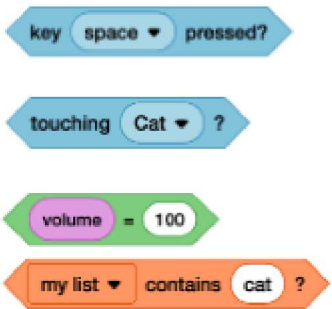 key space pressed?
touching Cat ?
volume = 100
my list contains cat ?